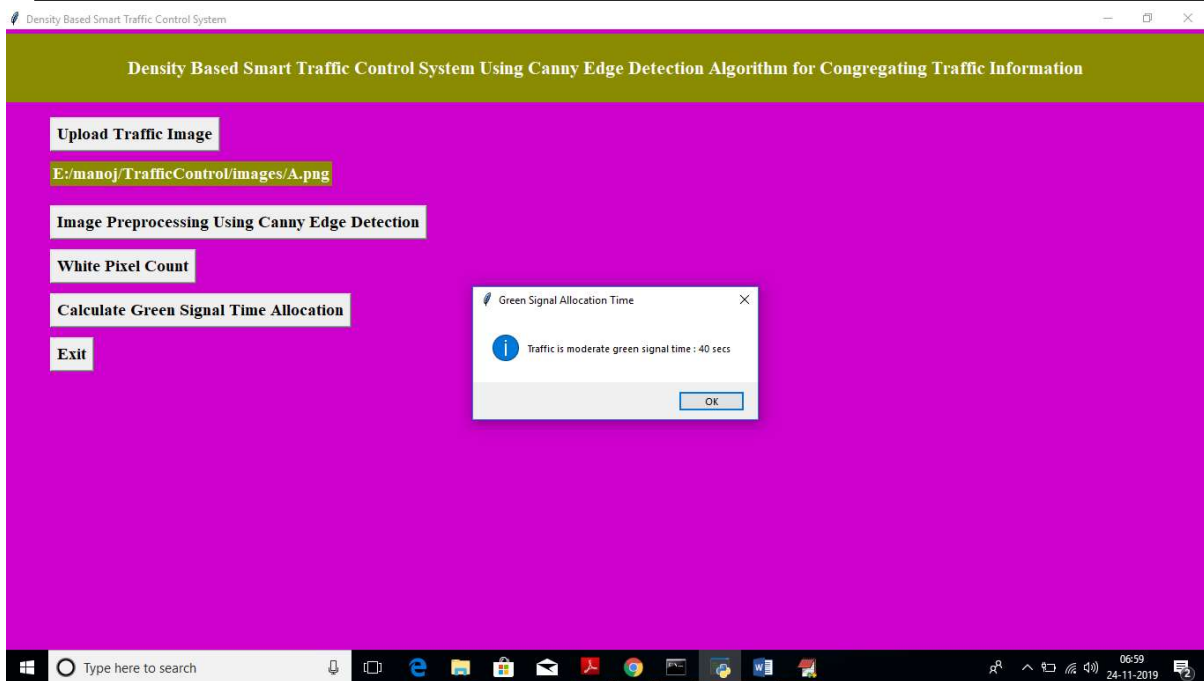 Density Based Smart Traffic Control System
Density Based Smart Traffic Control System Using Canny Edge Detection Algorithm for Congregating Traffic Information
Upload Traffic Image
E:/manoj/TrafficControl/images/A.png
Image Preprocessing Using Canny Edge Detection
White Pixel Count
Calculate Green Signal Time Allocation
Exit
Green Signal Allocation Time
Traffic is moderate green signal time : 40 secs
OK
Type here to search
06:59
24-11-2019
2